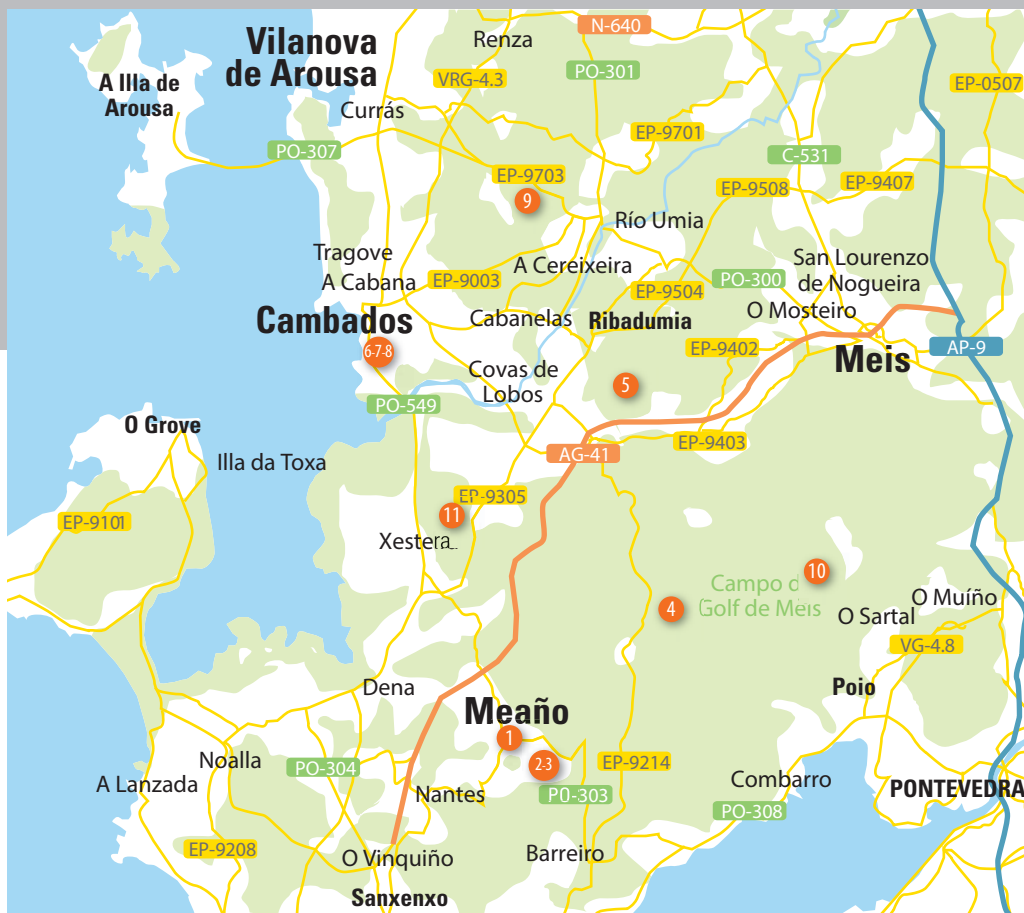 N-640
Renza
Vilanova
de Arousa
PO-301
A Illa de
Arousa
VRG-4.3
EP-0507
Currás
EP-9701
PO-307
C-531
EP-9703
EP-9508
EP-9407
9
Río Umia
Tragove
A Cereixeira
San Lourenzo
de Nogueira
A Cabana
EP-9003
PO-300
EP-9504
O Mosteiro
Cambados
Cabanelas
Ribadumia
6-7-8
EP-9402
AP-9
Meis
Covas de
Lobos
5
PO-549
O Grove
EP-9403
AG-41
Illa da Toxa
EP-9305
11
EP-9101
Xestera
10
Campo d
Golf de Meis
4
O Muíño
O Sartal
VG-4.8
Dena
Poio
Meaño
1
Noalla
PO-304
2-3
EP-9214
A Lanzada
Nantes
PO-303
Combarro
PONTEVEDRA
PO-308
EP-9208
O Vinquiño
Barreiro
Sanxenxo